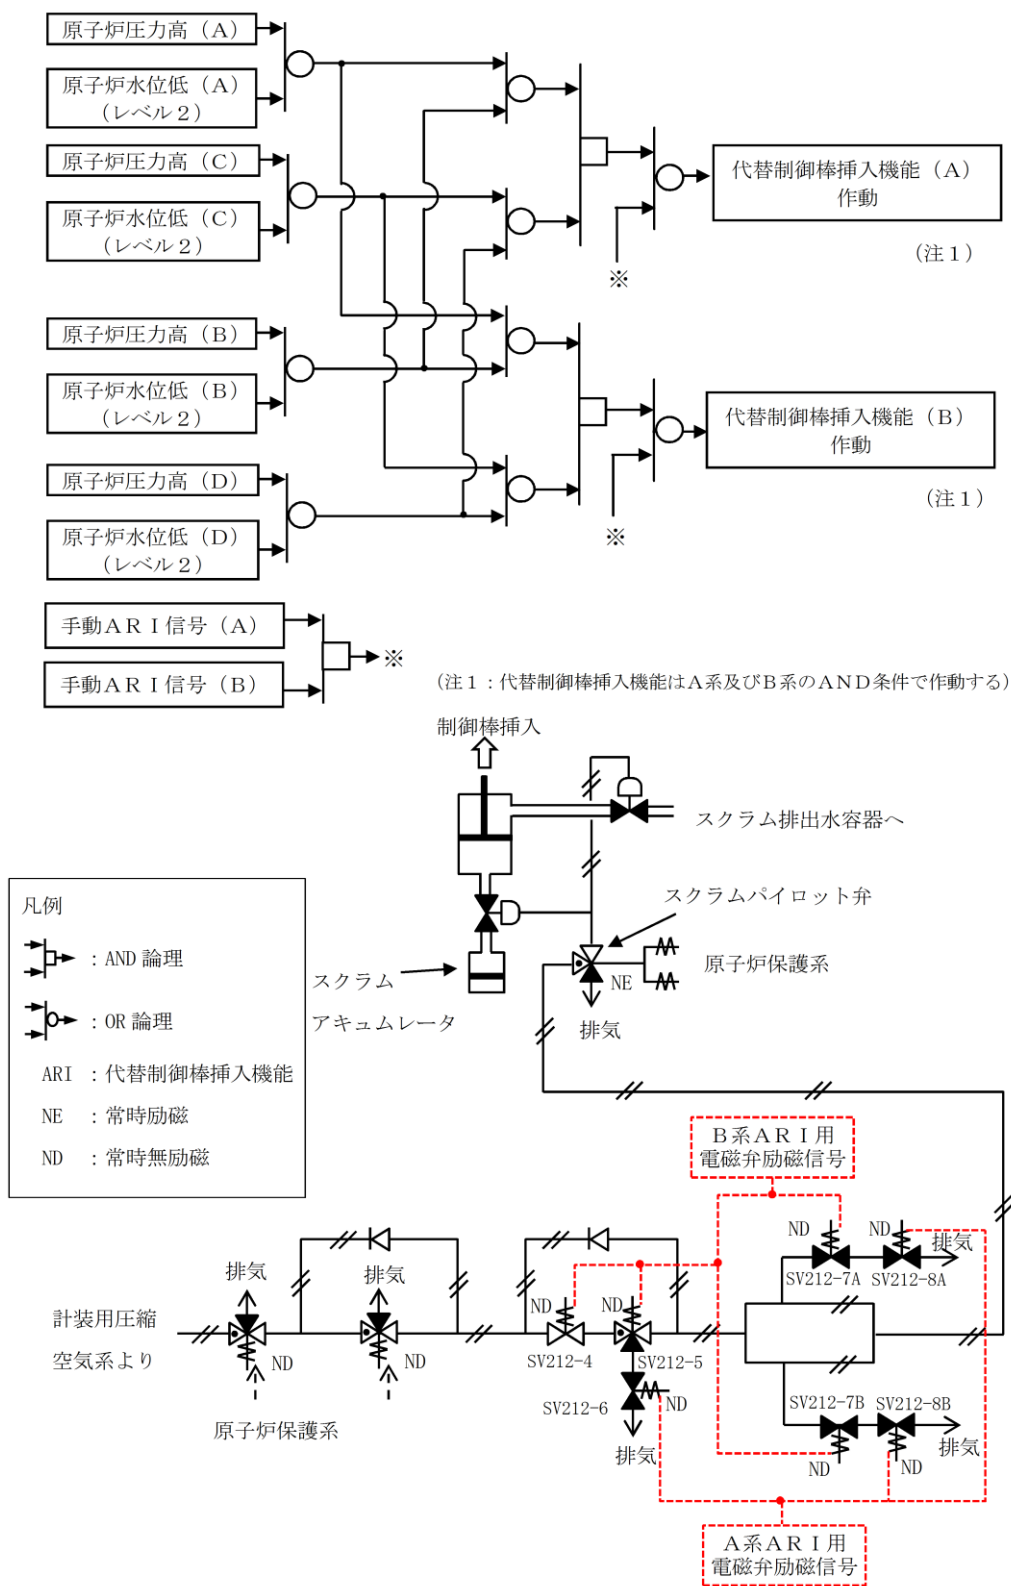 原子炉圧力高（A）
原子炉水位低（A）
（レベル２）
原子炉圧力高（C）
原子炉水位低（C）
（レベル２）
代替制御棒挿入機能（A）
作動
（注１）
※
原子炉圧力高（B）
原子炉水位低（B）
（レベル２）
代替制御棒挿入機能（B）
作動
（注１）
※
原子炉圧力高（D）
原子炉水位低（D）
（レベル２）
手動ARI信号（A）
手動ARI信号（B）
※
（注１：代替制御棒挿入機能はA系及びB系のAND条件で作動する）
制御棒挿入
スクラム排出水容器へ
スクラムパイロット弁
原子炉保護系
NE
排気
スクラム
アキュムレータ
凡例
：AND 論理
：OR 論理
ARI ：代替制御棒挿入機能
NE ：常時励磁
ND ：常時無励磁
B系ARI用
電磁弁励磁信号
ND
ND
排気
SV212-7A
SV212-8A
計装用圧縮
空気系より
排気
ND
排気
ND
原子炉保護系
ND
ND
SV212-4
SV212-5
SV212-6
ND
排気
SV212-7B
SV212-8B
ND
ND
排気
A系ARI用
電磁弁励磁信号